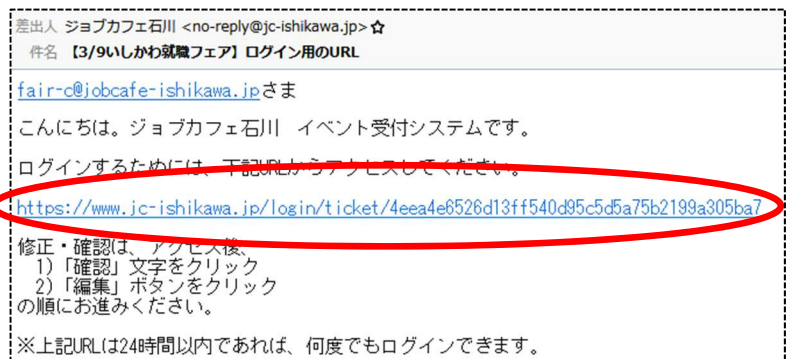 差出人 ジョブカフェ石川 <no-reply@jc-ishikawa.jp>☆
件名 【3/9いしかわ就職フェア】ログイン用のURL
fair-c@jobcafe-ishikawa.jpさま
こんにちは。ジョブカフェ石川　イベント受付システムです。
ログインするためには、下記URLからアクセスしてください。
https://www.jc-ishikawa.jp/login/ticket/4eea4e6526d13ff540d95c5d5a75b2199a305ba7
修正・確認は、アクセス後、
1)「確認」文字をクリック
2)「編集」ボタンをクリック
の順にお進みください。
※上記URLは24時間以内であれば、何度でもログインできます。